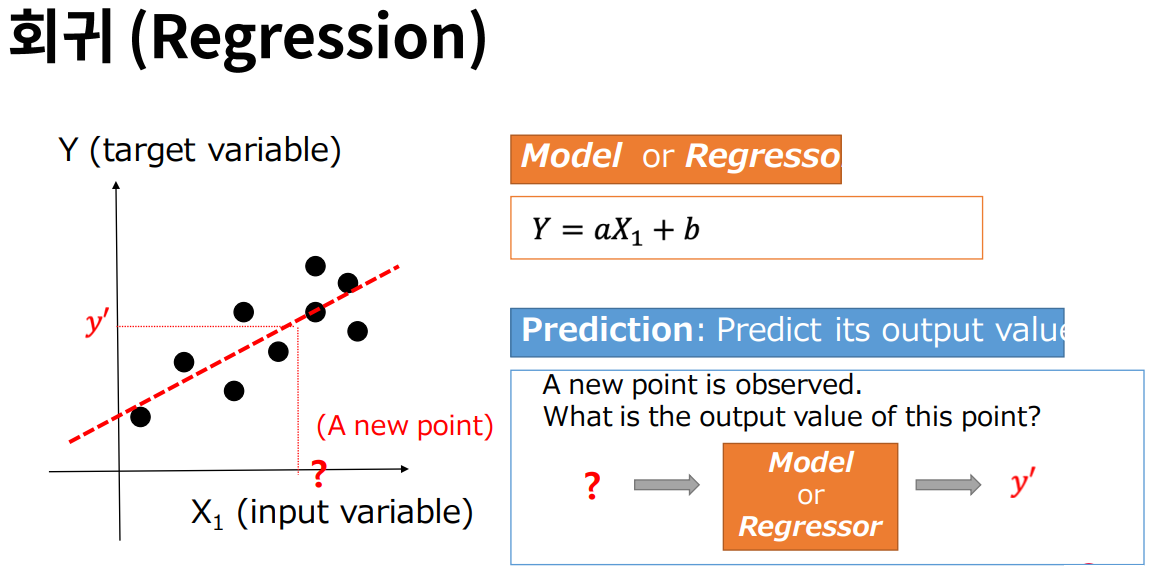 회귀 (Regression)
Y (target variable)
y′
(A new point)
?
X₁ (input variable)
Model or Regresso
Y = aX₁ + b
Prediction: Predict its output value
A new point is observed.
What is the output value of this point?
?
Model
or
Regressor
y′